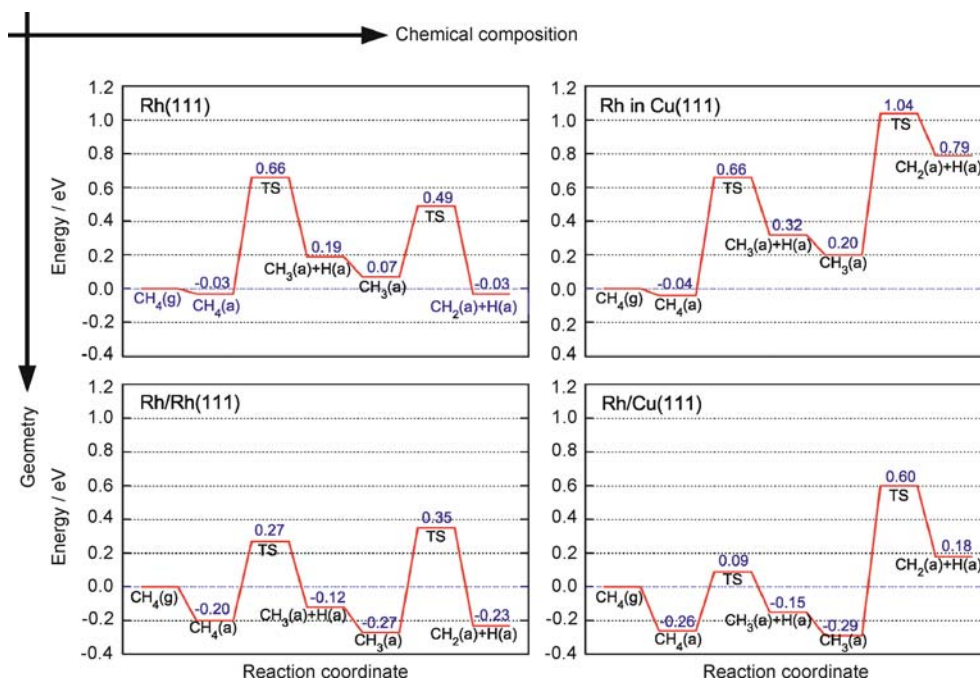 Chemical composition
Geometry
Rh(111)
Energy / eV
1.2
1.0
0.8
0.6
0.4
0.2
0.0
-0.2
-0.4
CH₄(g)
-0.03
CH₄(a)
0.66
TS
0.19
CH₃(a)+H(a)
0.07
CH₃(a)
0.49
TS
-0.03
CH₂(a)+H(a)
Rh in Cu(111)
1.2
1.0
0.8
0.6
0.4
0.2
0.0
-0.2
0.4
CH₄(g)
-0.04
CH₄(a)
0.66
TS
0.32
CH₃(a)+H(a)
0.20
CH₃(a)
1.04
TS
0.79
CH₂(a)+H(a)
Rh/Rh(111)
Energy / eV
1.2
1.0
0.8
0.6
0.4
0.2
0.0
-0.2
-0.4
CH₄(g)
-0.20
CH₄(a)
0.27
TS
-0.12
CH₃(a)+H(a)
-0.27
CH₃(a)
0.35
TS
-0.23
CH₂(a)+H(a)
Reaction coordinate
Rh/Cu(111)
1.2
1.0
0.8
0.6
0.4
0.2
0.0
-0.2
-0.4
CH₄(g)
-0.26
CH₄(a)
0.09
TS
-0.15
CH₃(a)+H(a)
-0.29
CH₃(a)
0.60
TS
0.18
CH₂(a)+H(a)
Reaction coordinate